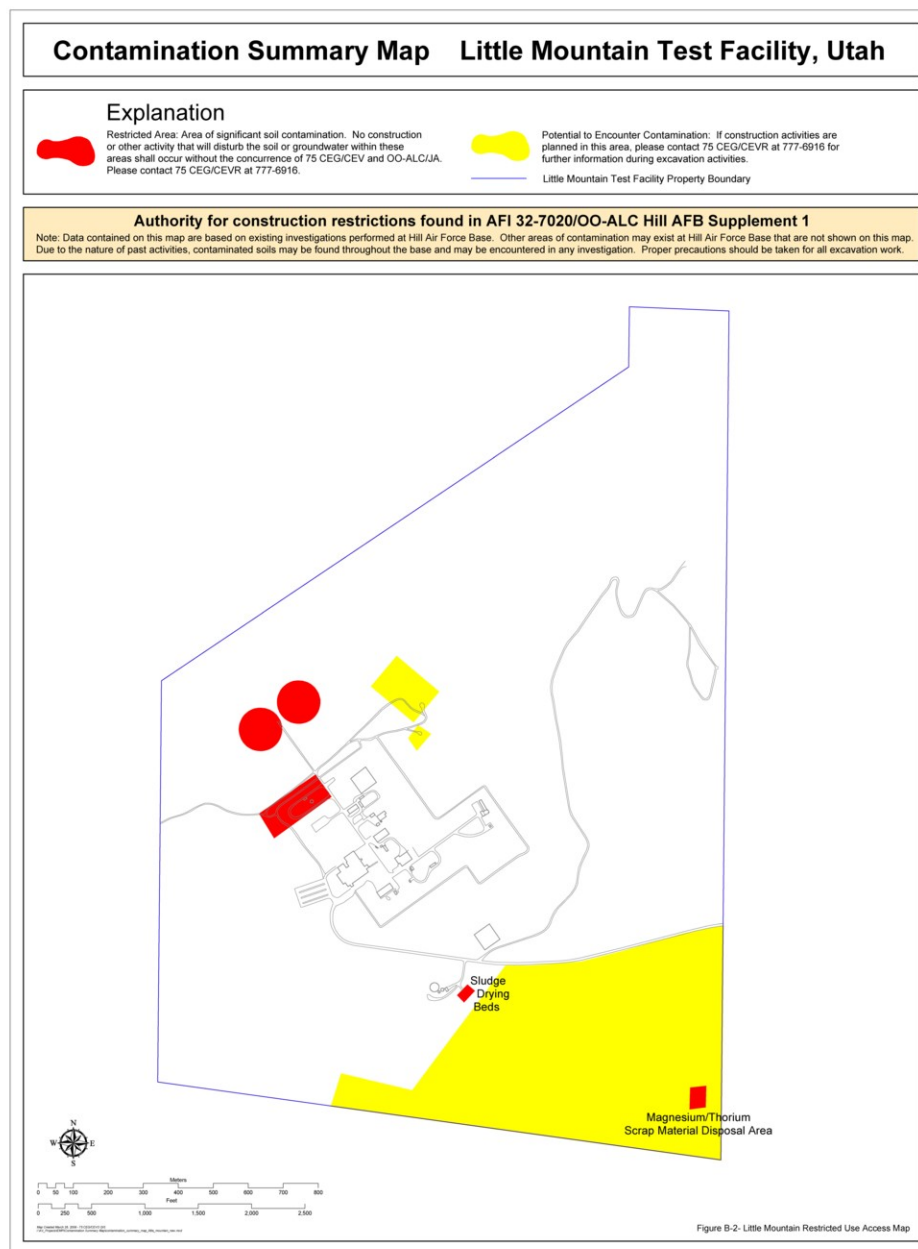 Contamination Summary Map Little Mountain Test Facility, Utah
Explanation
Restricted Area: Area of significant soil contamination. No construction
or other activity that will disturb the soil or groundwater within these
areas shall occur without the concurrence of 75 CEG/CEV and OO-ALC/JA.
Please contact 75 CEG/CEVR at 777-6916.
Potential to Encounter Contamination: If construction activities are
planned in this area, please contact 75 CEG/CEVR at 777-6916 for
further information during excavation activities.
Little Mountain Test Facility Property Boundary
Authority for construction restrictions found in AFI 32-7020/OO-ALC Hill AFB Supplement 1
Note: Data contained on this map are based on existing investigations performed at Hill Air Force Base. Other areas of contamination may exist at Hill Air Force Base that are not shown on this map.
Due to the nature of past activities, contaminated soils may be found throughout the base and may be encountered in any investigation. Proper precautions should be taken for all excavation work.
Sludge
Drying
Beds
Magnesium/Thorium
Scrap Material Disposal Area
N
W E
S
Meters
0 50 100 200 300 400 500 600 700 800
Feet
0 250 500 1,000 1,500 2,000 2,500
Figure B-2- Little Mountain Restricted Use Access Map